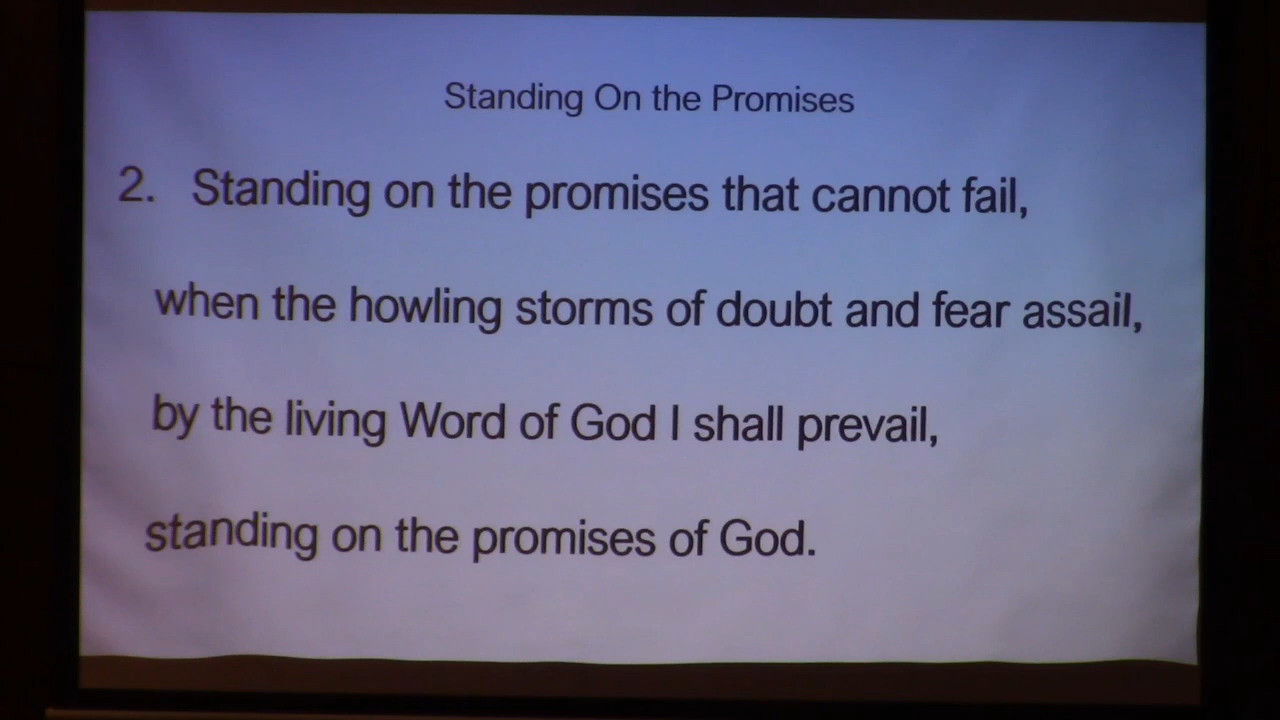 Standing On the Promises
2. Standing on the promises that cannot fail,
when the howling storms of doubt and fear assail,
by the living Word of God I shall prevail,
standing on the promises of God.